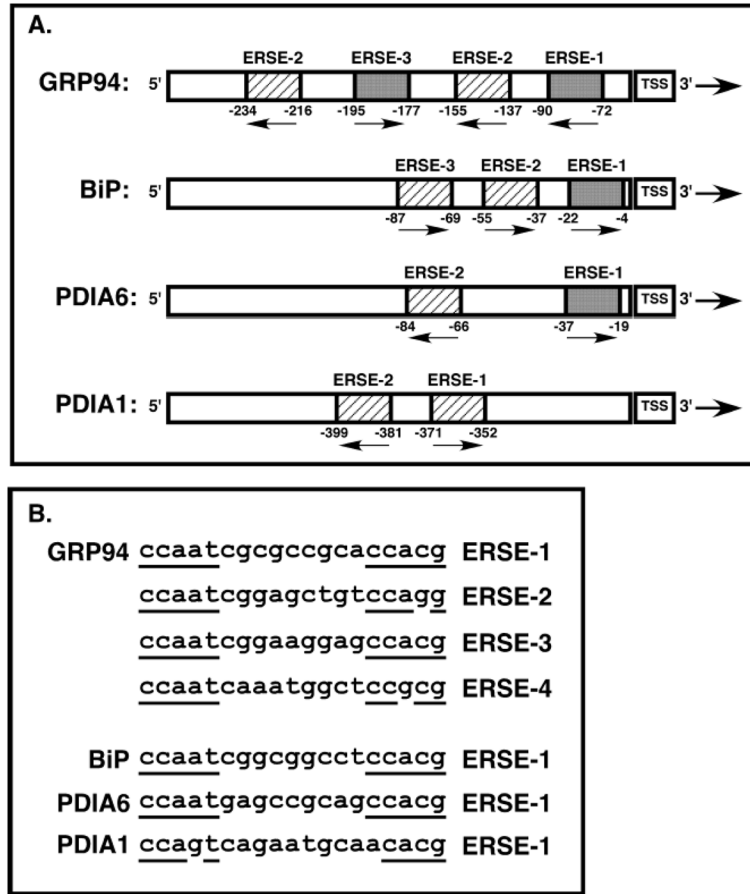 A.
ERSE-2 ERSE-3 ERSE-2 ERSE-1
GRP94: 5' TSS 3'
-234 -216 -195 -177 -155 -137 -90 -72
ERSE-3 ERSE-2 ERSE-1
BiP: 5' TSS 3'
-87 -69 -55 -37 -22 -4
ERSE-2 ERSE-1
PDIA6: 5' TSS 3'
-84 -66 -37 -19
ERSE-2 ERSE-1
PDIA1: 5' TSS 3'
-399 -381 -371 -352
B.
GRP94 ccaatcgcgccgcaccacg ERSE-1
ccaatcggagctgtccagg ERSE-2
ccaatcggaaggagccacg ERSE-3
ccaatcaaatggctccgcg ERSE-4
BiP ccaatcggcggcctccacg ERSE-1
PDIA6 ccaatgagccgcagccacg ERSE-1
PDIA1 ccagtcagaatgcaacacg ERSE-1